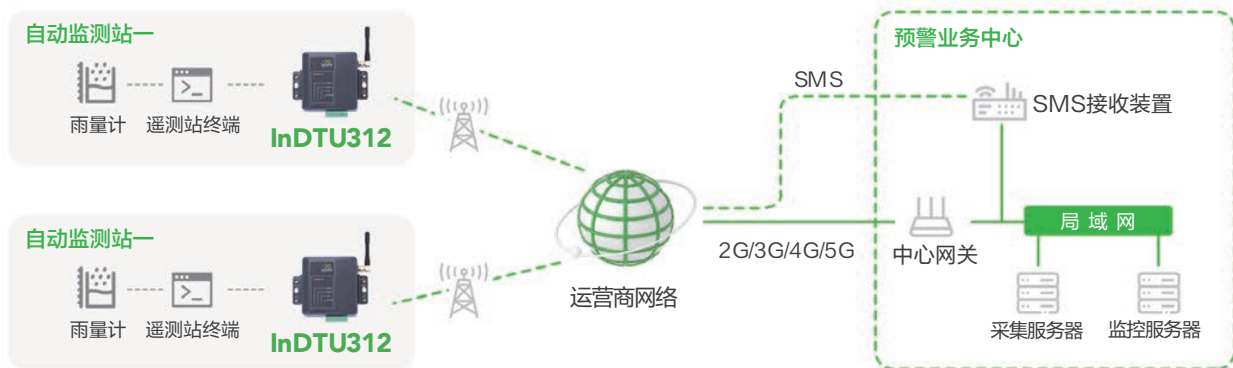 自动监测站一
雨量计
遥测站终端
InDTU312
自动监测站一
雨量计
遥测站终端
InDTU312
运营商网络
SMS
2G/3G/4G/5G
预警业务中心
SMS接收装置
中心网关
局域网
采集服务器
监控服务器